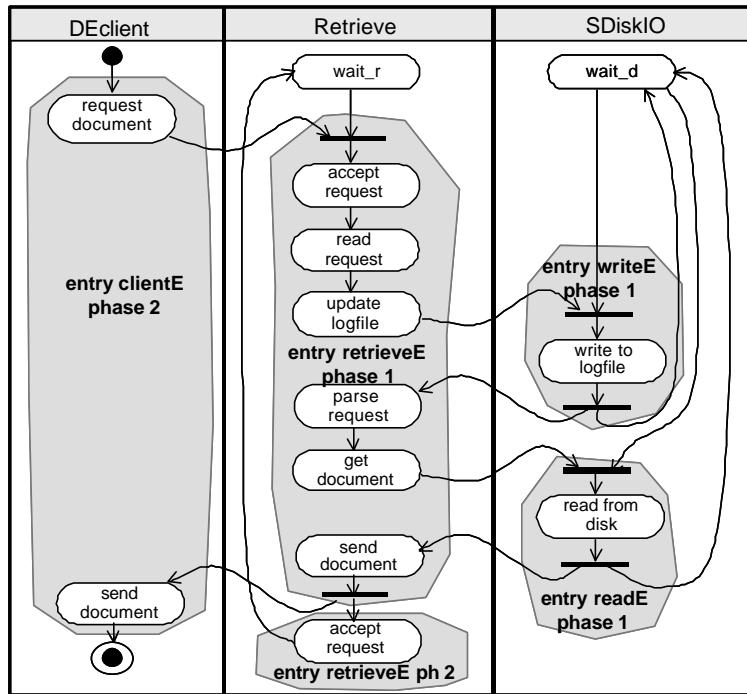 DEclient
Retrieve
SDiskIO
wait_r
wait_d
request
document
accept
request
read
request
entry clientE
phase 2
update
logfile
entry writeE
phase 1
entry retrieveE
phase 1
write to
logfile
parse
request
get
document
read from
disk
send
document
entry readE
phase 1
send
document
accept
request
entry retrieveE ph 2